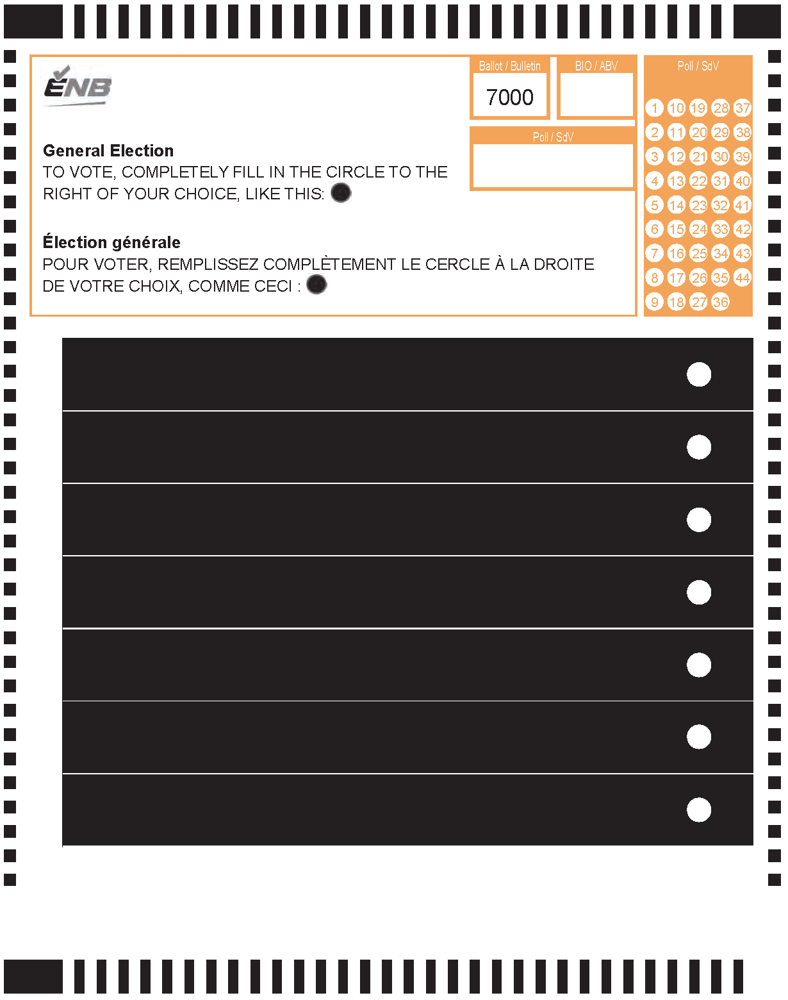 ÉNB
Ballot / Bulletin
7000
BIO / ABV
Poll / SdV
General Election
TO VOTE, COMPLETELY FILL IN THE CIRCLE TO THE
RIGHT OF YOUR CHOICE, LIKE THIS:
Élection générale
POUR VOTER, REMPLISSEZ COMPLÈTEMENT LE CERCLE À LA DROITE
DE VOTRE CHOIX, COMME CECI :
Poll / SdV
1 10 19 28 37
2 11 20 29 38
3 12 21 30 39
4 13 22 31 40
5 14 23 32 41
6 15 24 33 42
7 16 25 34 43
8 17 26 35 44
9 18 27 36